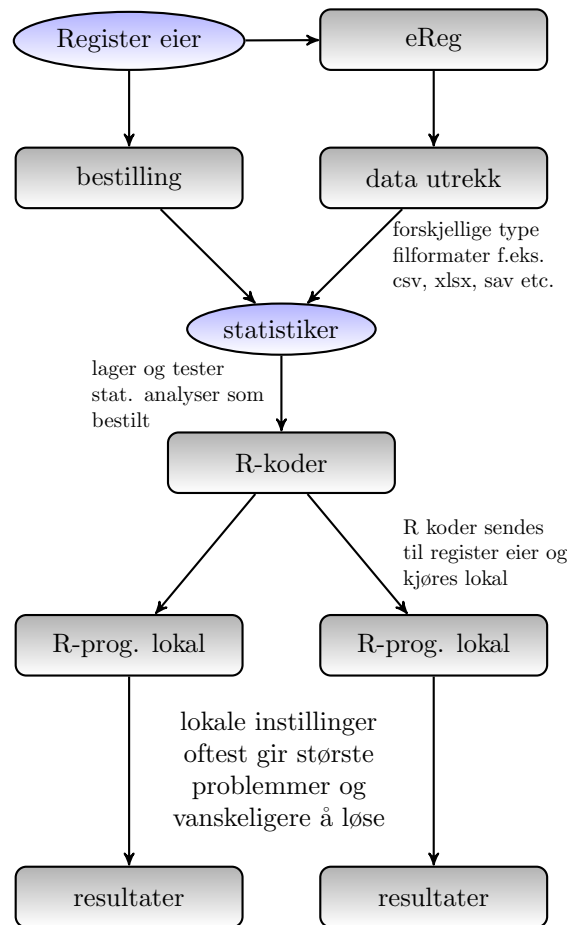 Register eier
eReg
bestilling
data utrekk
forskjellige type
filformater f.eks.
csv, xlsx, sav etc.
statistiker
lager og tester
stat. analyser som
bestilt
R-koder
R koder sendes
til register eier og
kjøres lokal
R-prog. lokal
R-prog. lokal
lokale instillinger
oftest gir største
problemmer og
vanskeligere å løse
resultater
resultater